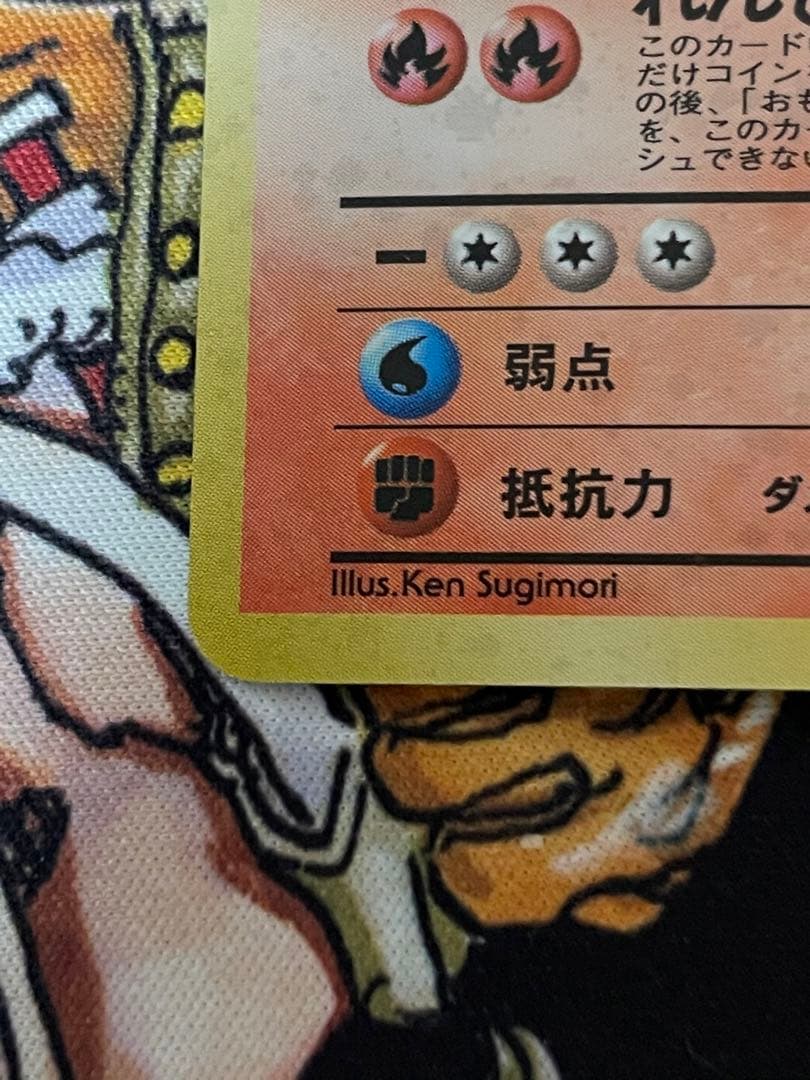 このカード
だけコイン
の後、「おも
を、このカ
シュできな
弱点
抵抗力
Illus.Ken Sugimori